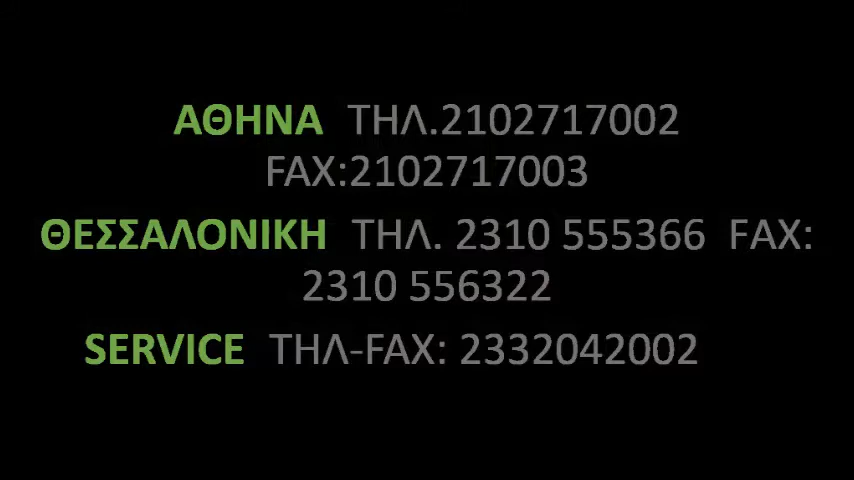 ΑΘΗΝΑ ΤΗΛ.2102717002
FAX:2102717003
ΘΕΣΣΑΛΟΝΙΚΗ ΤΗΛ. 2310 555366 FAX:
2310 556322
SERVICE ΤΗΛ-FAX: 2332042002